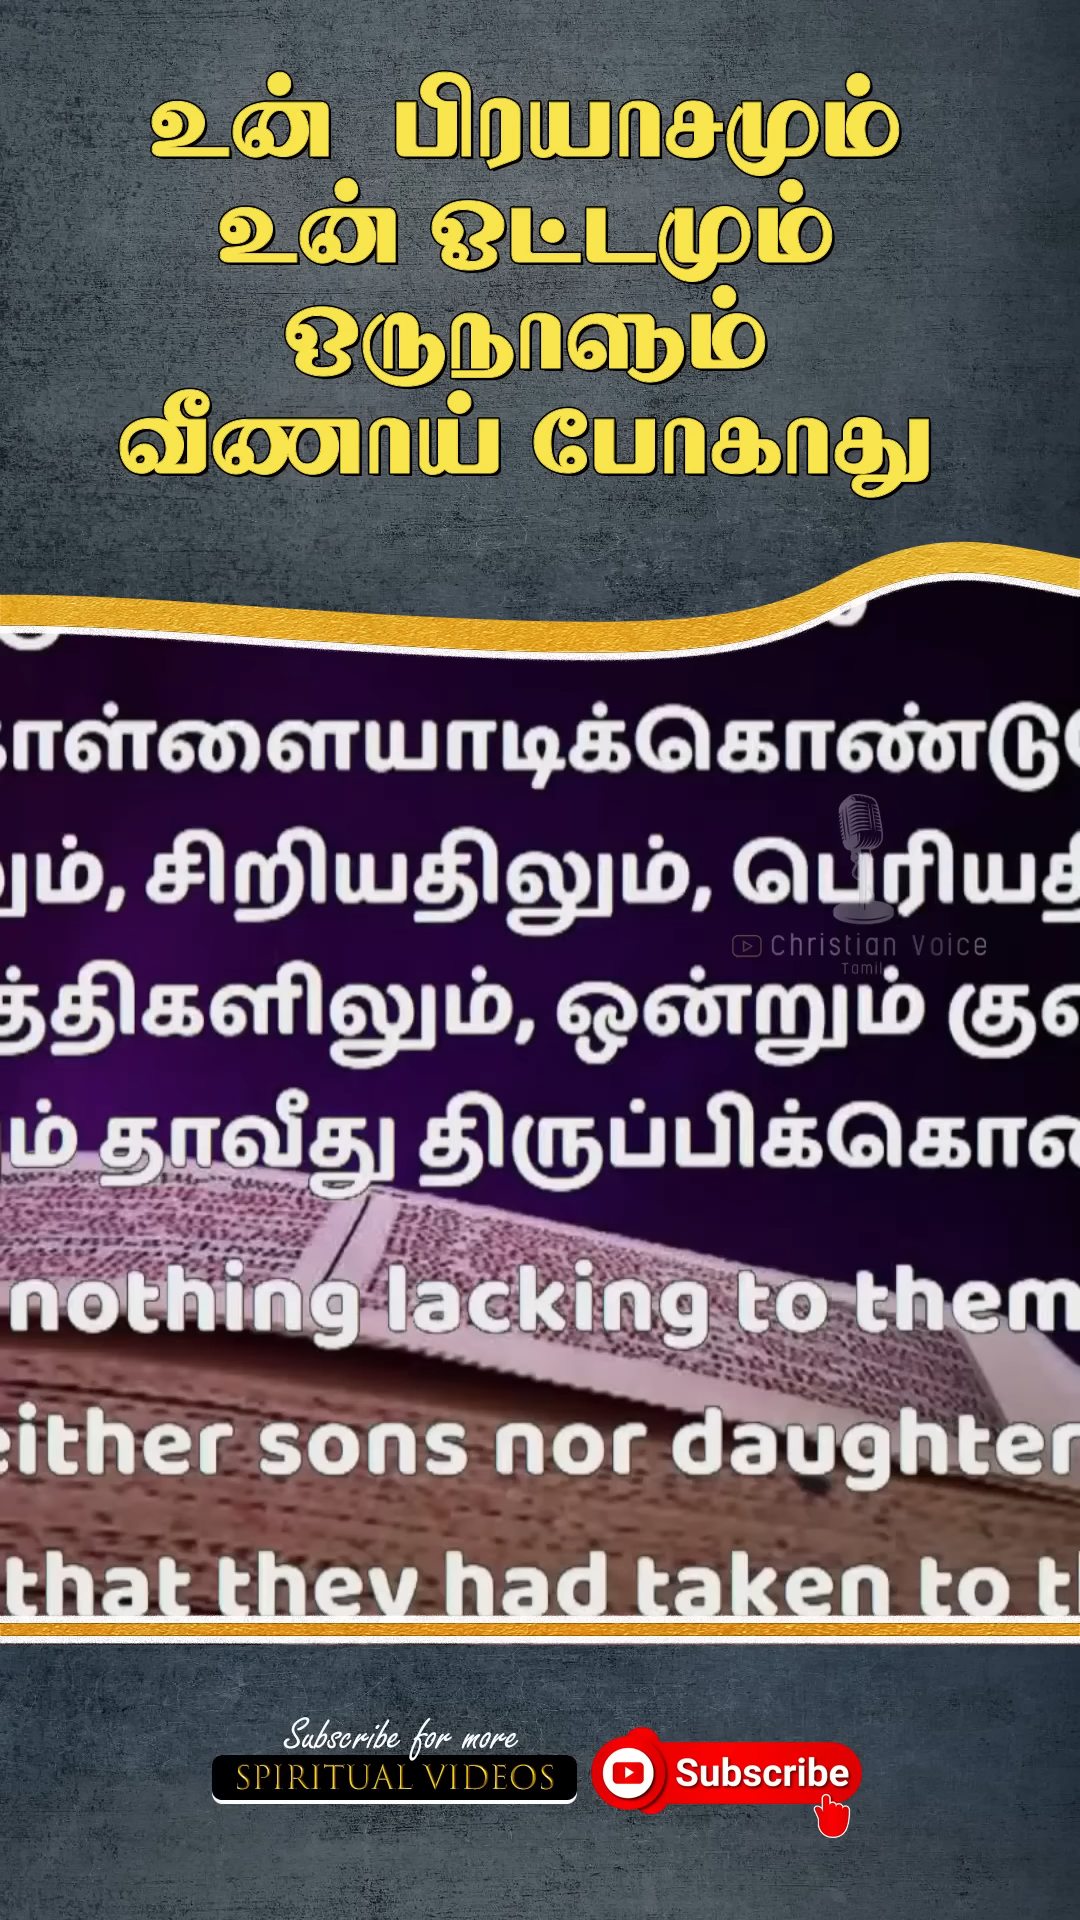 உன் பிரயாசமும்
உன் ஓட்டமும்
ஒருநாளும்
வீணாய் போகாது
ாள்ளையாடிக்கொண்டு
லும், சிறியதிலும், பெரியதி
த்திகளிலும், ஒன்றும் கு
ம் தாவீது திருப்பிக்கொ
Christian Voice
Tamil
nothing lacking to them
either sons nor daughter
that they had taken to t
Subscribe for more
SPIRITUAL VIDEOS
Subscribe